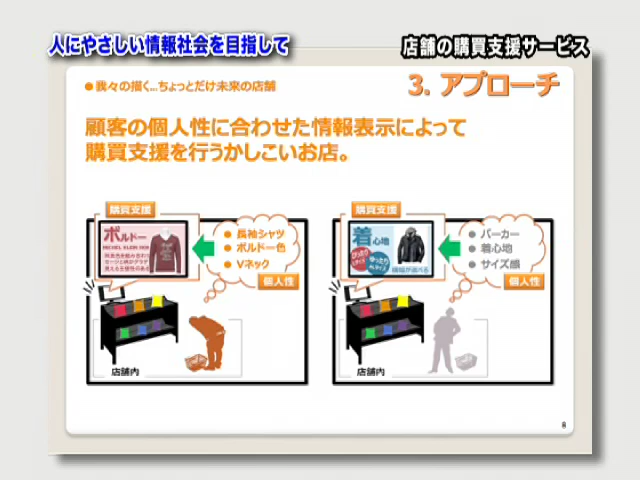 人にやさしい情報社会を目指して
店舗の購買支援サービス
●我々の描く…ちょっとだけ未来の店舗
3. アプローチ
顧客の個人性に合わせた情報表示によって
購買支援を行うかしこいお店。
購買支援
ボルドー
● 長袖シャツ
● ボルドー色
● Vネック
個人性
店舗内
購買支援
着心地
● パーカー
● 着心地
● サイズ感
個人性
店舗内
8